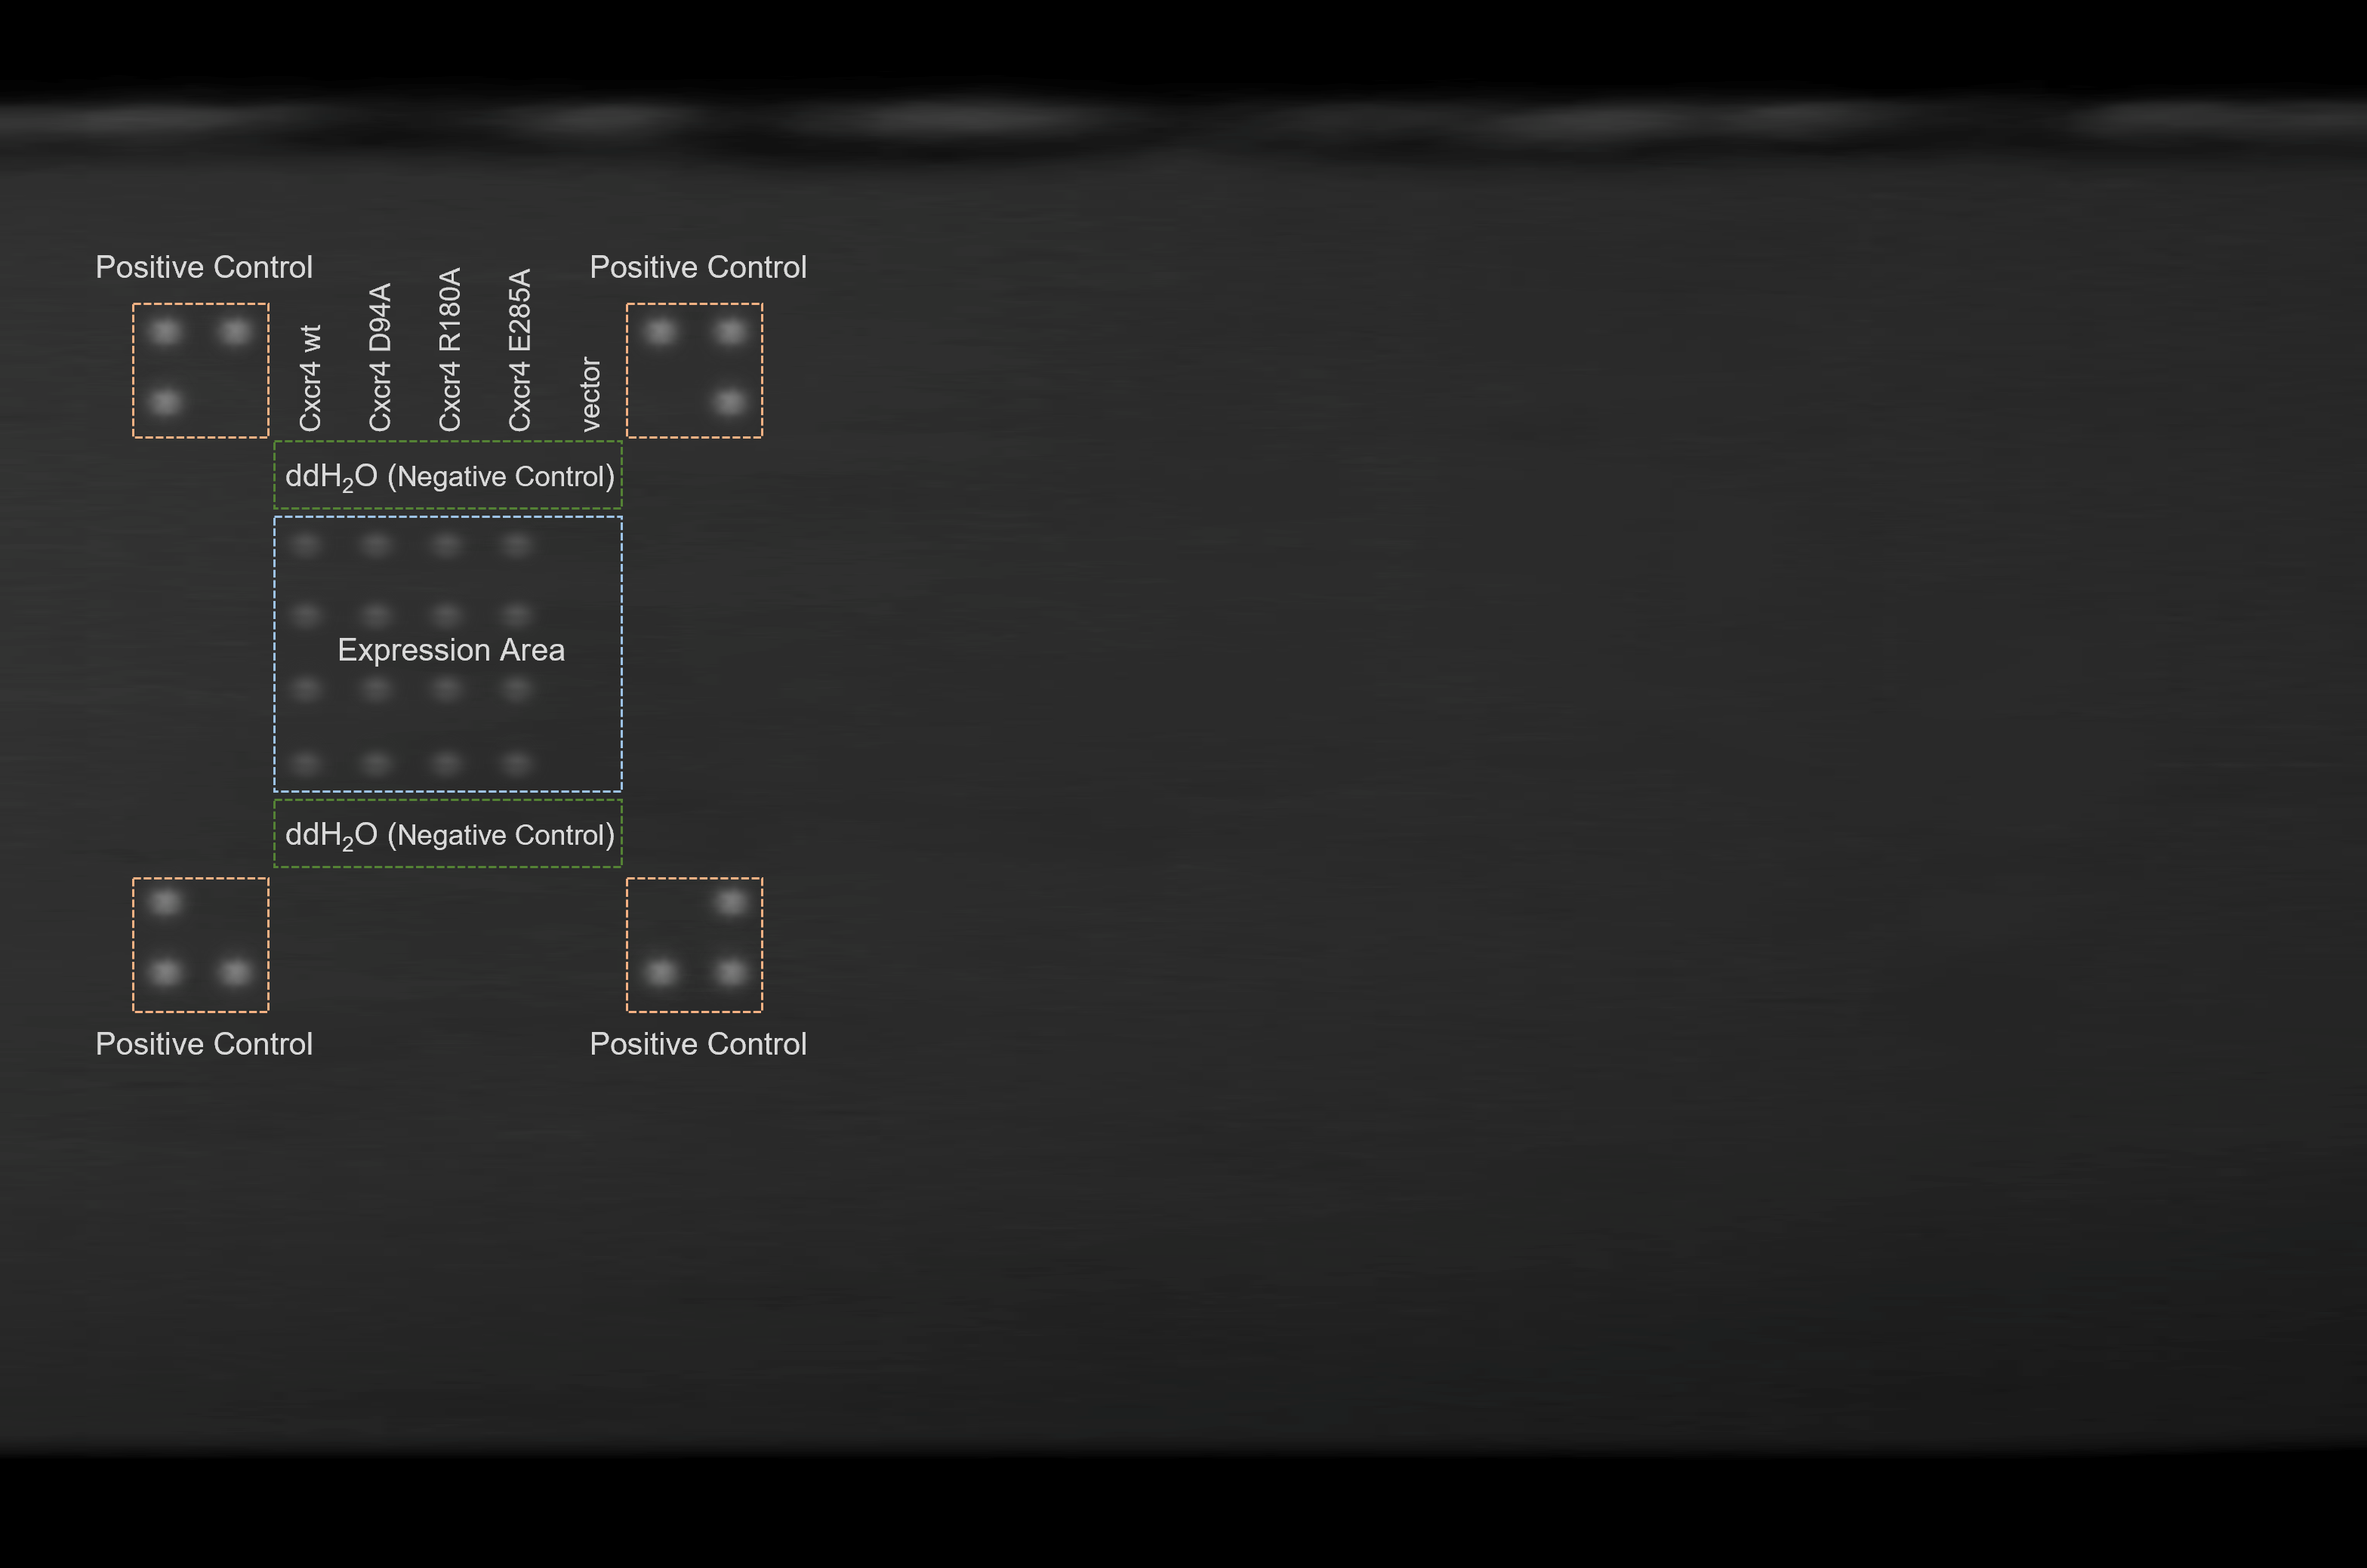 Positive Control
Positive Control
Cxcr4 wt
Cxcr4 D94A
Cxcr4 R180A
Cxcr4 E285A
vector
ddH₂O (Negative Control)
Expression Area
ddH₂O (Negative Control)
Positive Control
Positive Control